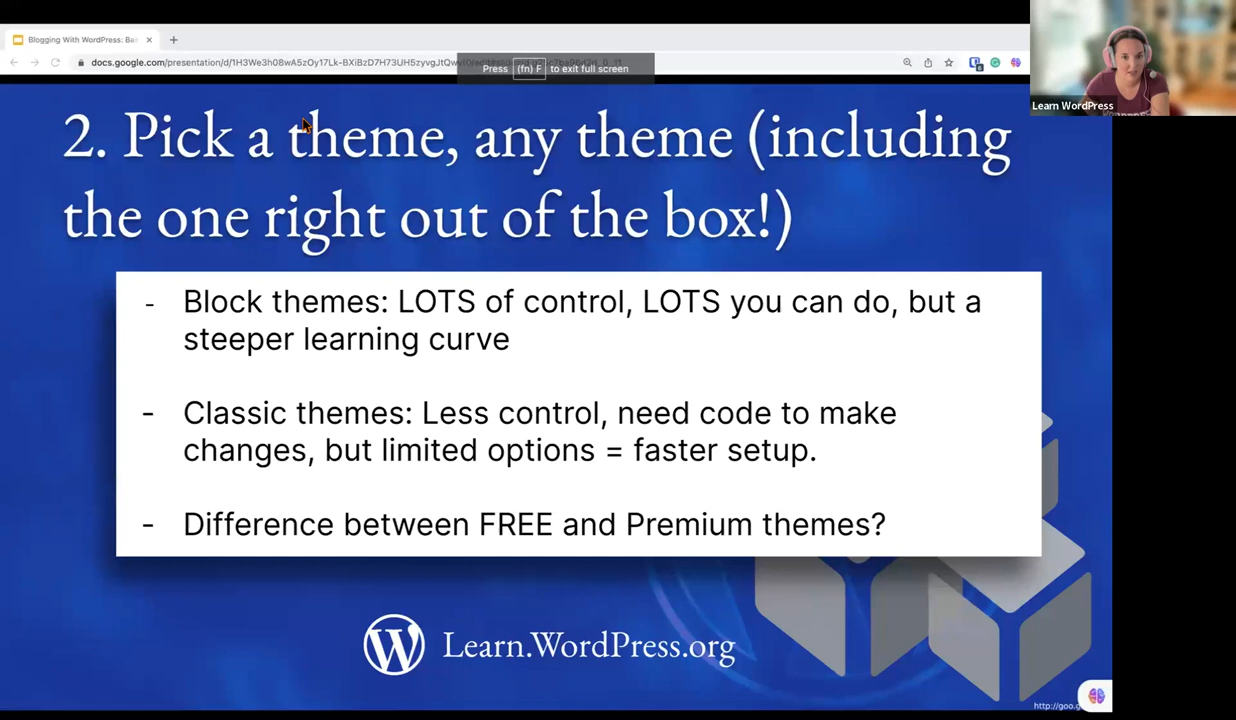 Blogging With WordPress: Ba
docs.google.com/presentation/d/1H3We3h08wA5zOy17Lk-BXiBzD7H73UH5zyvgJtQw
Press (fn) F to exit full screen
Learn WordPress
2. Pick a theme, any theme (including
the one right out of the box!)
- Block themes: LOTS of control, LOTS you can do, but a
steeper learning curve
- Classic themes: Less control, need code to make
changes, but limited options = faster setup.
- Difference between FREE and Premium themes?
W Learn.WordPress.org
http://goo.g